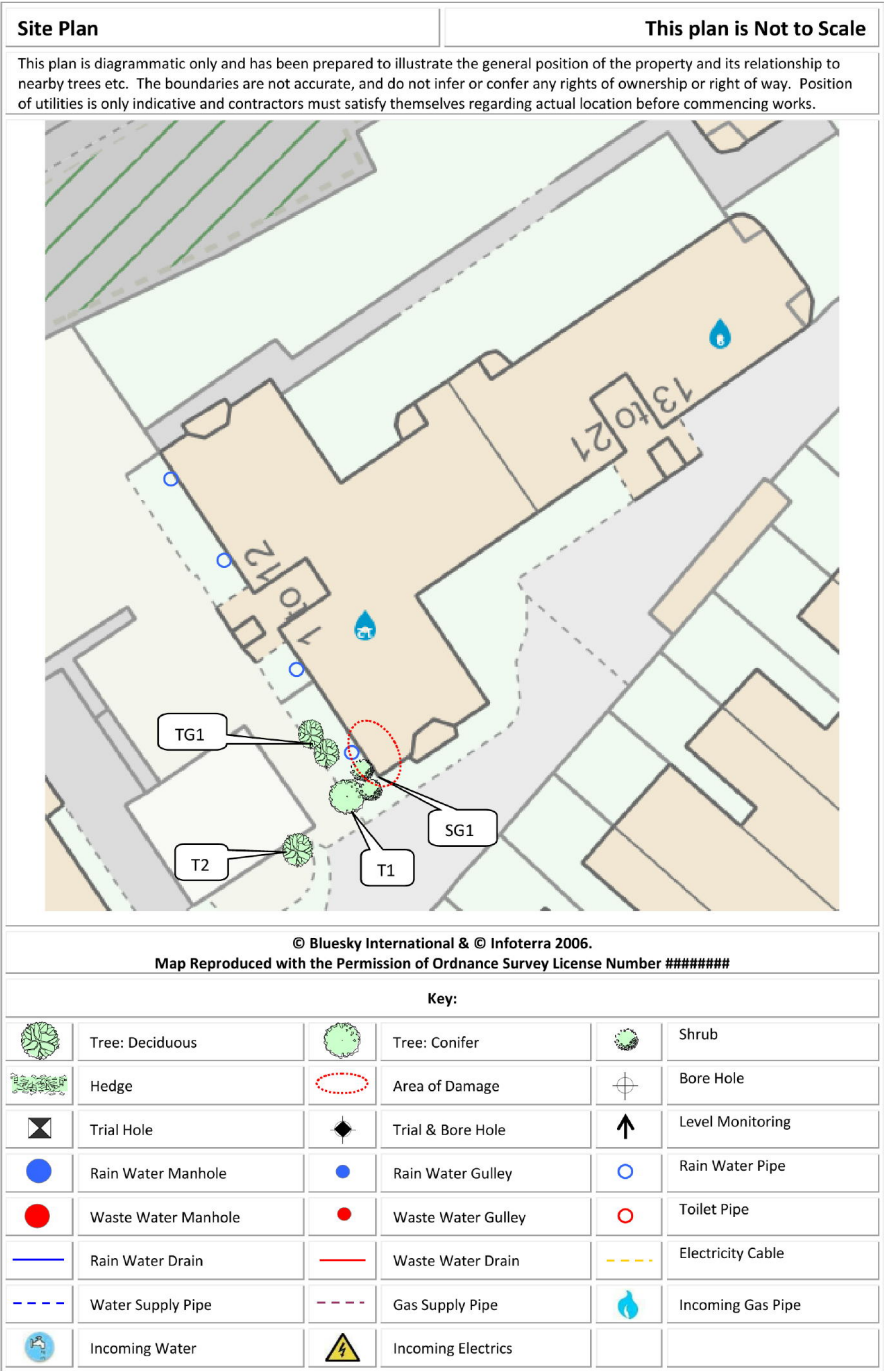 Site Plan
This plan is Not to Scale
This plan is diagrammatic only and has been prepared to illustrate the general position of the property and its relationship to
nearby trees etc. The boundaries are not accurate, and do not infer or confer any rights of ownership or right of way. Position
of utilities is only indicative and contractors must satisfy themselves regarding actual location before commencing works.
13 to 21
1 to 12
TG1
SG1
T2
T1
© Bluesky International & © Infoterra 2006.
Map Reproduced with the Permission of Ordnance Survey License Number ########
Key:
Tree: Deciduous
Tree: Conifer
Shrub
Hedge
Area of Damage
Bore Hole
Trial Hole
Trial & Bore Hole
Level Monitoring
Rain Water Manhole
Rain Water Gulley
Rain Water Pipe
Waste Water Manhole
Waste Water Gulley
Toilet Pipe
Rain Water Drain
Waste Water Drain
Electricity Cable
Water Supply Pipe
Gas Supply Pipe
Incoming Gas Pipe
Incoming Water
Incoming Electrics